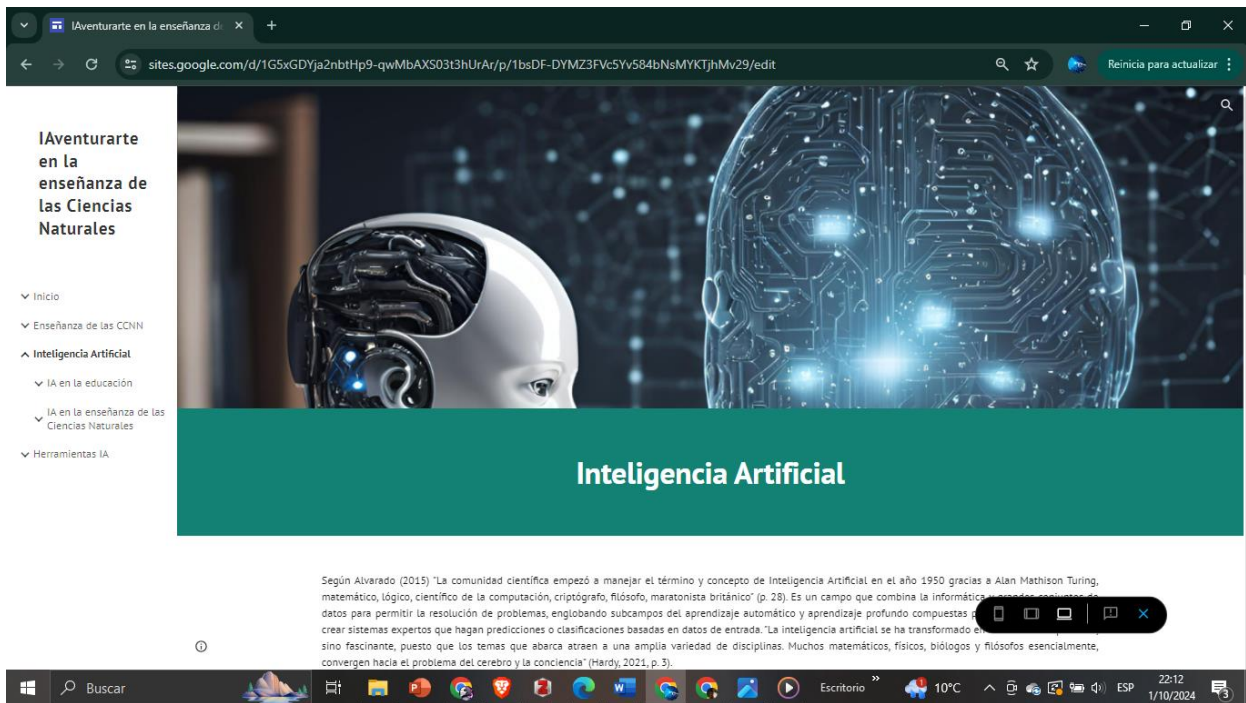 IAventurarte en la enseñanza de
sites.google.com/d/1G5xGDYja2nbtHp9-qwMbAXS03t3hUrAr/p/1bsDF-DYMZ3FVc5Yv584bNsMYKTjhMv29/edit
Reinicia para actualizar
IAventurarte
en la
enseñanza de
las Ciencias
Naturales
Inicio
Enseñanza de las CCNN
Inteligencia Artificial
IA en la educación
IA en la enseñanza de las
Ciencias Naturales
Herramientas IA
Inteligencia Artificial
Según Alvarado (2015) "La comunidad científica empezó a manejar el término y concepto de Inteligencia Artificial en el año 1950 gracias a Alan Mathison Turing,
matemático, lógico, científico de la computación, criptógrafo, filósofo, maratonista británico" (p. 28). Es un campo que combina la informática
datos para permitir la resolución de problemas, englobando subcampos del aprendizaje automático y aprendizaje profundo compuestas
crear sistemas expertos que hagan predicciones o clasificaciones basadas en datos de entrada. "La inteligencia artificial se ha transformado
sino fascinante, puesto que los temas que abarca atraen a una amplia variedad de disciplinas. Muchos matemáticos, físicos, biólogos y filósofos esencialmente,
convergen hacia el problema del cerebro y la conciencia" (Hardy, 2021, p. 3).
Buscar
Escritorio
10°C
ESP
22:12
1/10/2024
3